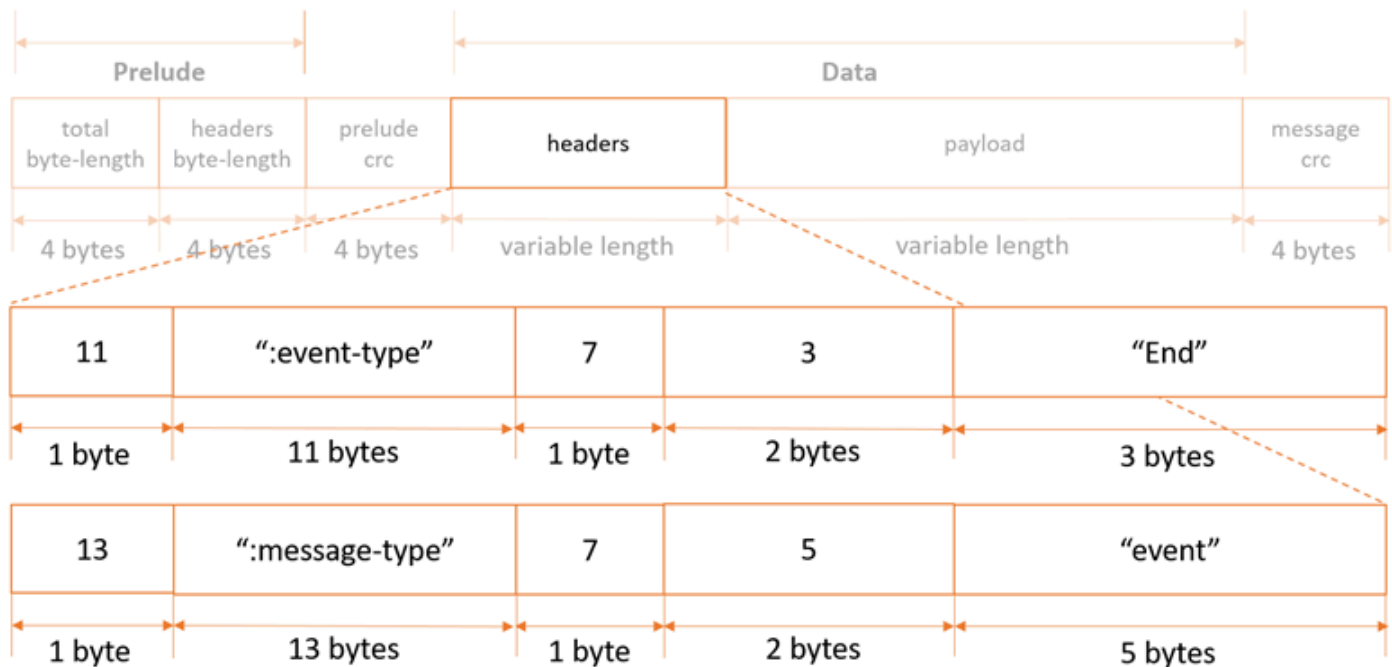 Prelude
Data
total
byte-length
headers
byte-length
prelude
crc
headers
payload
message
crc
4 bytes
4 bytes
4 bytes
variable length
variable length
4 bytes
11
“:event-type”
7
3
“End”
1 byte
11 bytes
1 byte
2 bytes
3 bytes
13
“:message-type”
7
5
“event”
1 byte
13 bytes
1 byte
2 bytes
5 bytes